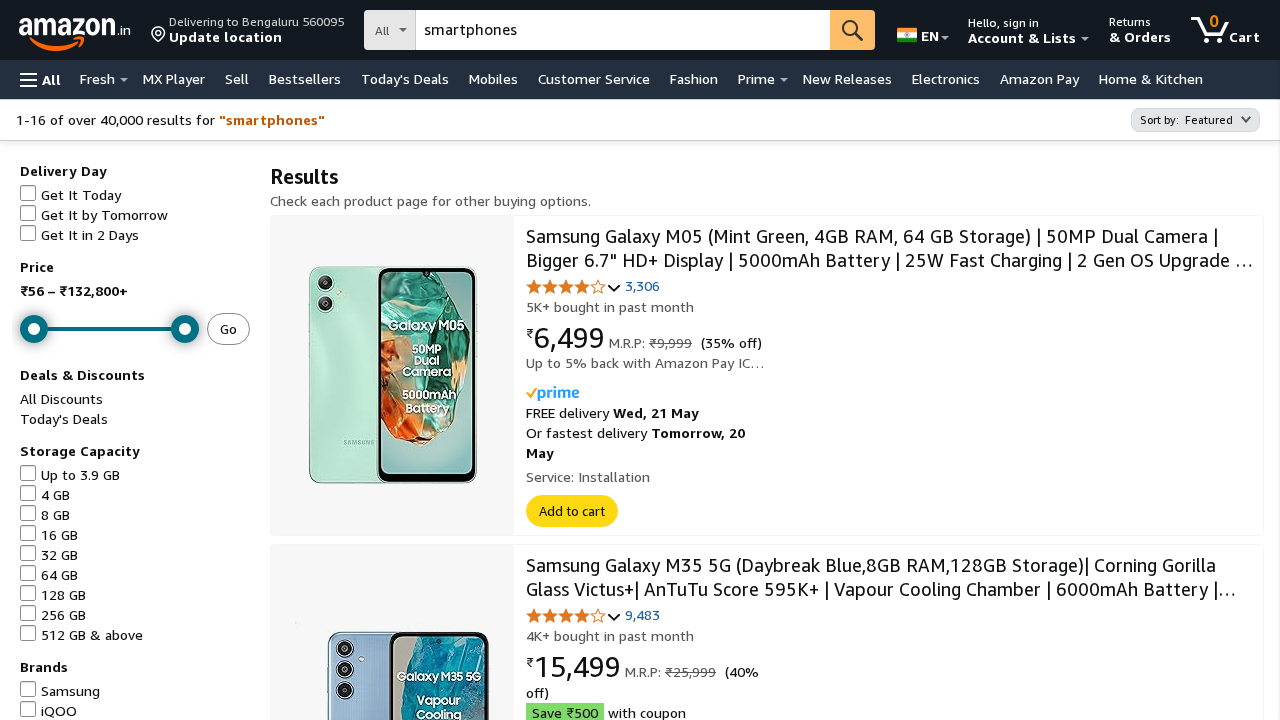 amazon.in
Delivering to Bengaluru 560095
Update location
All
smartphones
EN
Hello, sign in
Account & Lists
Returns
& Orders
0
Cart
All
Fresh
MX Player
Sell
Bestsellers
Today's Deals
Mobiles
Customer Service
Fashion
Prime
New Releases
Electronics
Amazon Pay
Home & Kitchen
1-16 of over 40,000 results for "smartphones"
Sort by: Featured
Delivery Day
Get It Today
Get It by Tomorrow
Get It in 2 Days
Price
₹56 – ₹132,800+
Go
Deals & Discounts
All Discounts
Today's Deals
Storage Capacity
Up to 3.9 GB
4 GB
8 GB
16 GB
32 GB
64 GB
128 GB
256 GB
512 GB & above
Brands
Samsung
iQOO
Results
Check each product page for other buying options.
Galaxy M05
50MP
Dual
Camera
5000mAh
Battery
SAMSUNG
Samsung Galaxy M05 (Mint Green, 4GB RAM, 64 GB Storage) | 50MP Dual Camera |
Bigger 6.7" HD+ Display | 5000mAh Battery | 25W Fast Charging | 2 Gen OS Upgrade …
3,306
5K+ bought in past month
₹6,499 M.R.P: ₹9,999 (35% off)
Up to 5% back with Amazon Pay IC…
prime
FREE delivery Wed, 21 May
Or fastest delivery Tomorrow, 20
May
Service: Installation
Add to cart
Galaxy M35 5G
Vapour
Cooling
Samsung Galaxy M35 5G (Daybreak Blue,8GB RAM,128GB Storage)| Corning Gorilla
Glass Victus+| AnTuTu Score 595K+ | Vapour Cooling Chamber | 6000mAh Battery |…
9,483
4K+ bought in past month
₹15,499 M.R.P: ₹25,999 (40%
off)
Save ₹500 with coupon